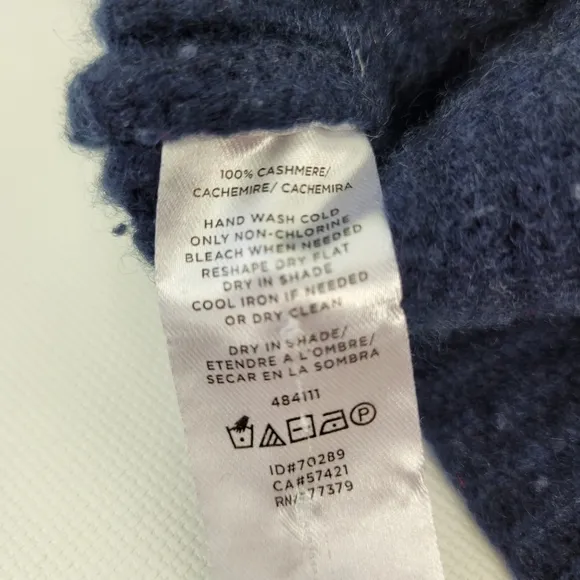 100% CASHMERE/
CACHEMIRE/ CACHEMIRA
HAND WASH COLD
ONLY NON-CHLORINE
BLEACH WHEN NEEDED
RESHAPE DRY FLAT
DRY IN SHADE
COOL IRON IF NEEDED
OR DRY CLEAN
DRY IN SHADE/
ETENDRE A L'OMBRE/
SECAR EN LA SOMBRA
484111
P
ID#70289
CA#57421
RN#77379